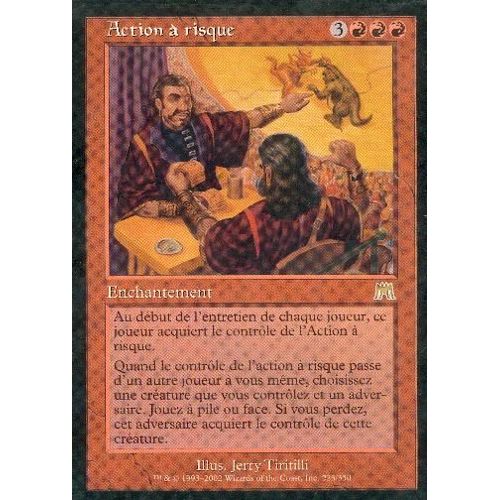 Action à risque
3
Enchantement
Au début de l'entretien de chaque joueur, ce
joueur acquiert le contrôle de l'Action à
risque.
Quand le contrôle de l'action à risque passe
d'un autre joueur a vous même, choisissez
une créature que vous contrôlez et un adver-
saire. Jouez à pile ou face. Si vous perdez,
cet adversaire acquiert le contrôle de cette
créature.
Illus. Jerry Tiritilli
™ & © 1993–2002 Wizards of the Coast, Inc. /350